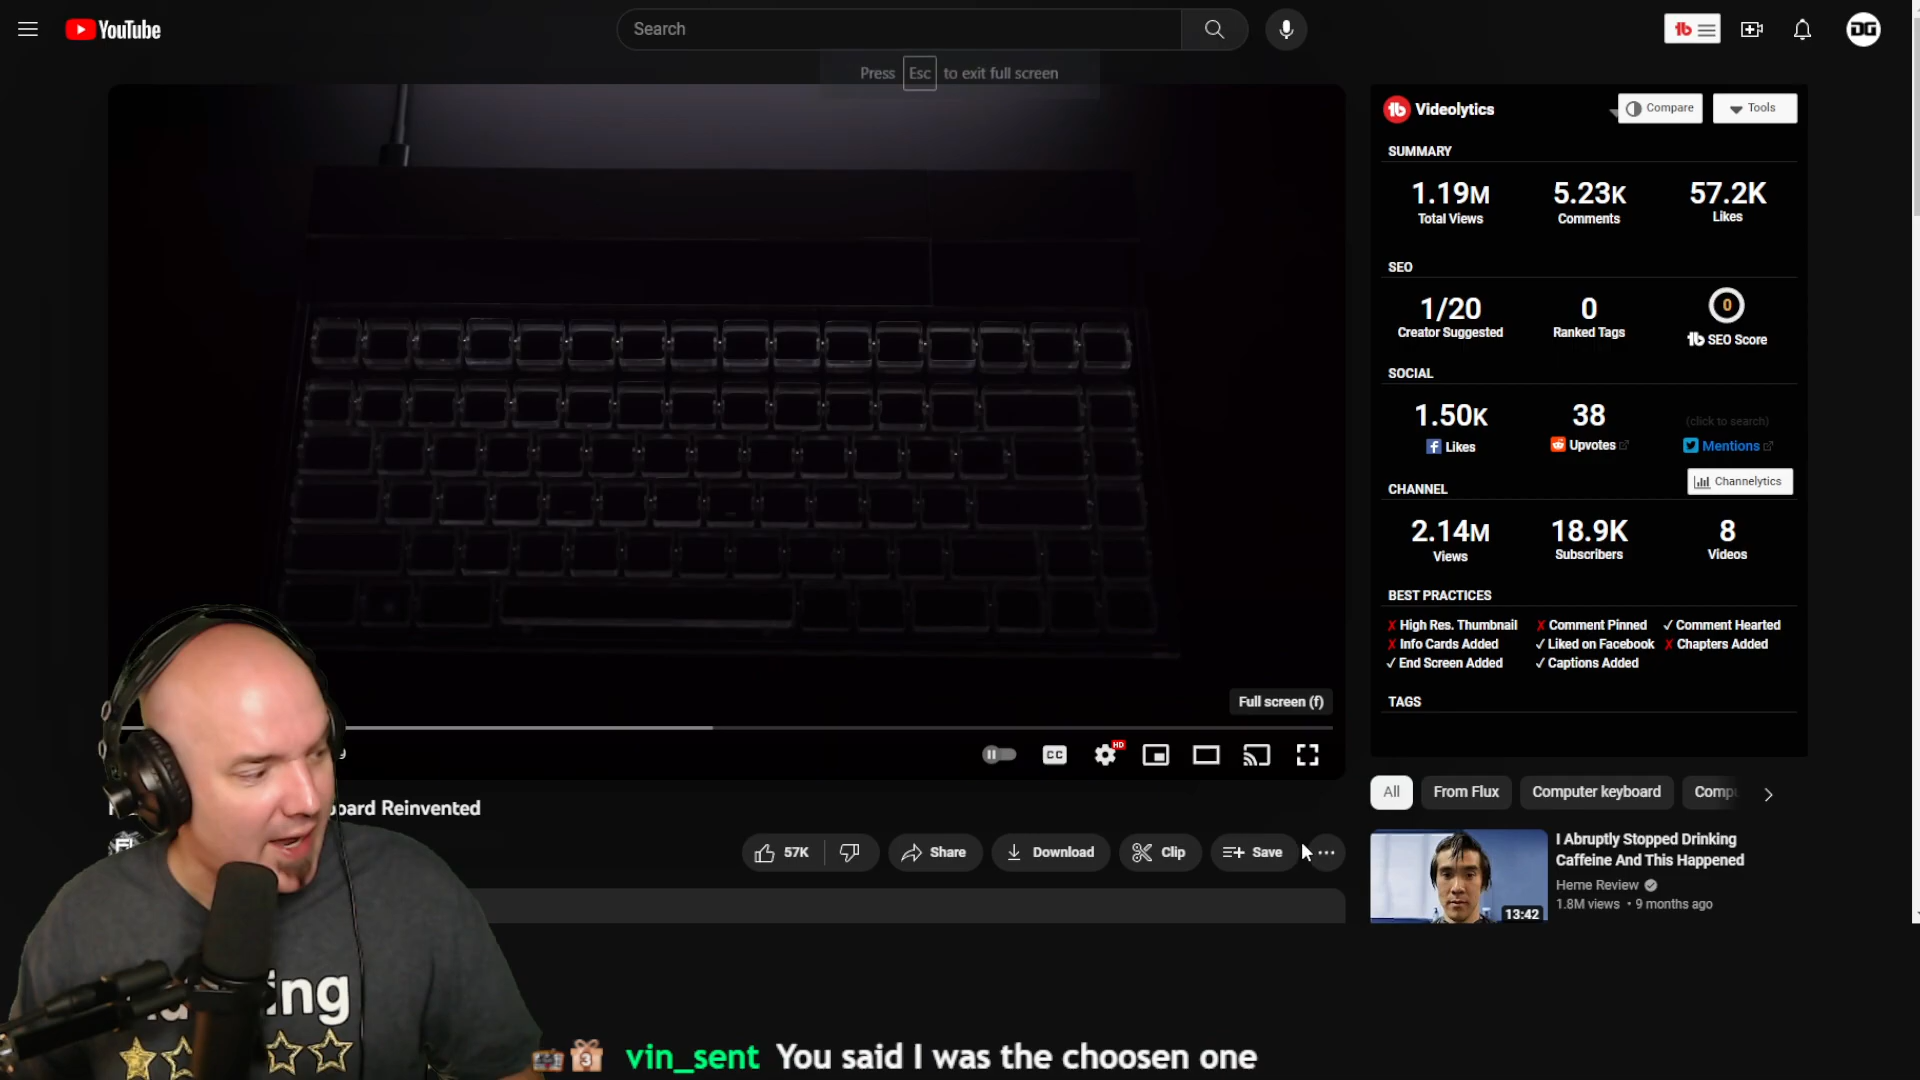 YouTube
Search
Press Esc to exit full screen
DG
Videolytics
Compare
Tools
SUMMARY
1.19M
Total Views
5.23K
Comments
57.2K
Likes
SEO
1/20
Creator Suggested
0
Ranked Tags
0
SEO Score
SOCIAL
1.50K
Likes
38
Upvotes
(click to search)
Mentions
Channelytics
CHANNEL
2.14M
Views
18.9K
Subscribers
8
Videos
BEST PRACTICES
✗ High Res. Thumbnail
✗ Comment Pinned
✓ Comment Hearted
✗ Info Cards Added
✓ Liked on Facebook
✗ Chapters Added
✓ End Screen Added
✓ Captions Added
TAGS
Full screen (f)
CC
HD
Reinvented
57K
Share
Download
Clip
Save
All
From Flux
Computer keyboard
I Abruptly Stopped Drinking
Caffeine And This Happened
Heme Review
1.8M views • 9 months ago
13:42
3
vin_sent You said I was the choosen one